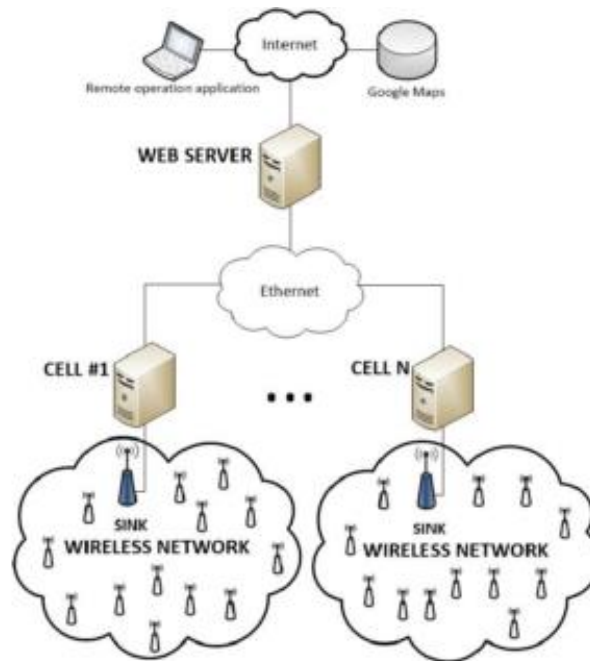 Internet
Remote operation application
Google Maps
WEB SERVER
Ethernet
CELL #1
...
CELL N
SINK
WIRELESS NETWORK
SINK
WIRELESS NETWORK